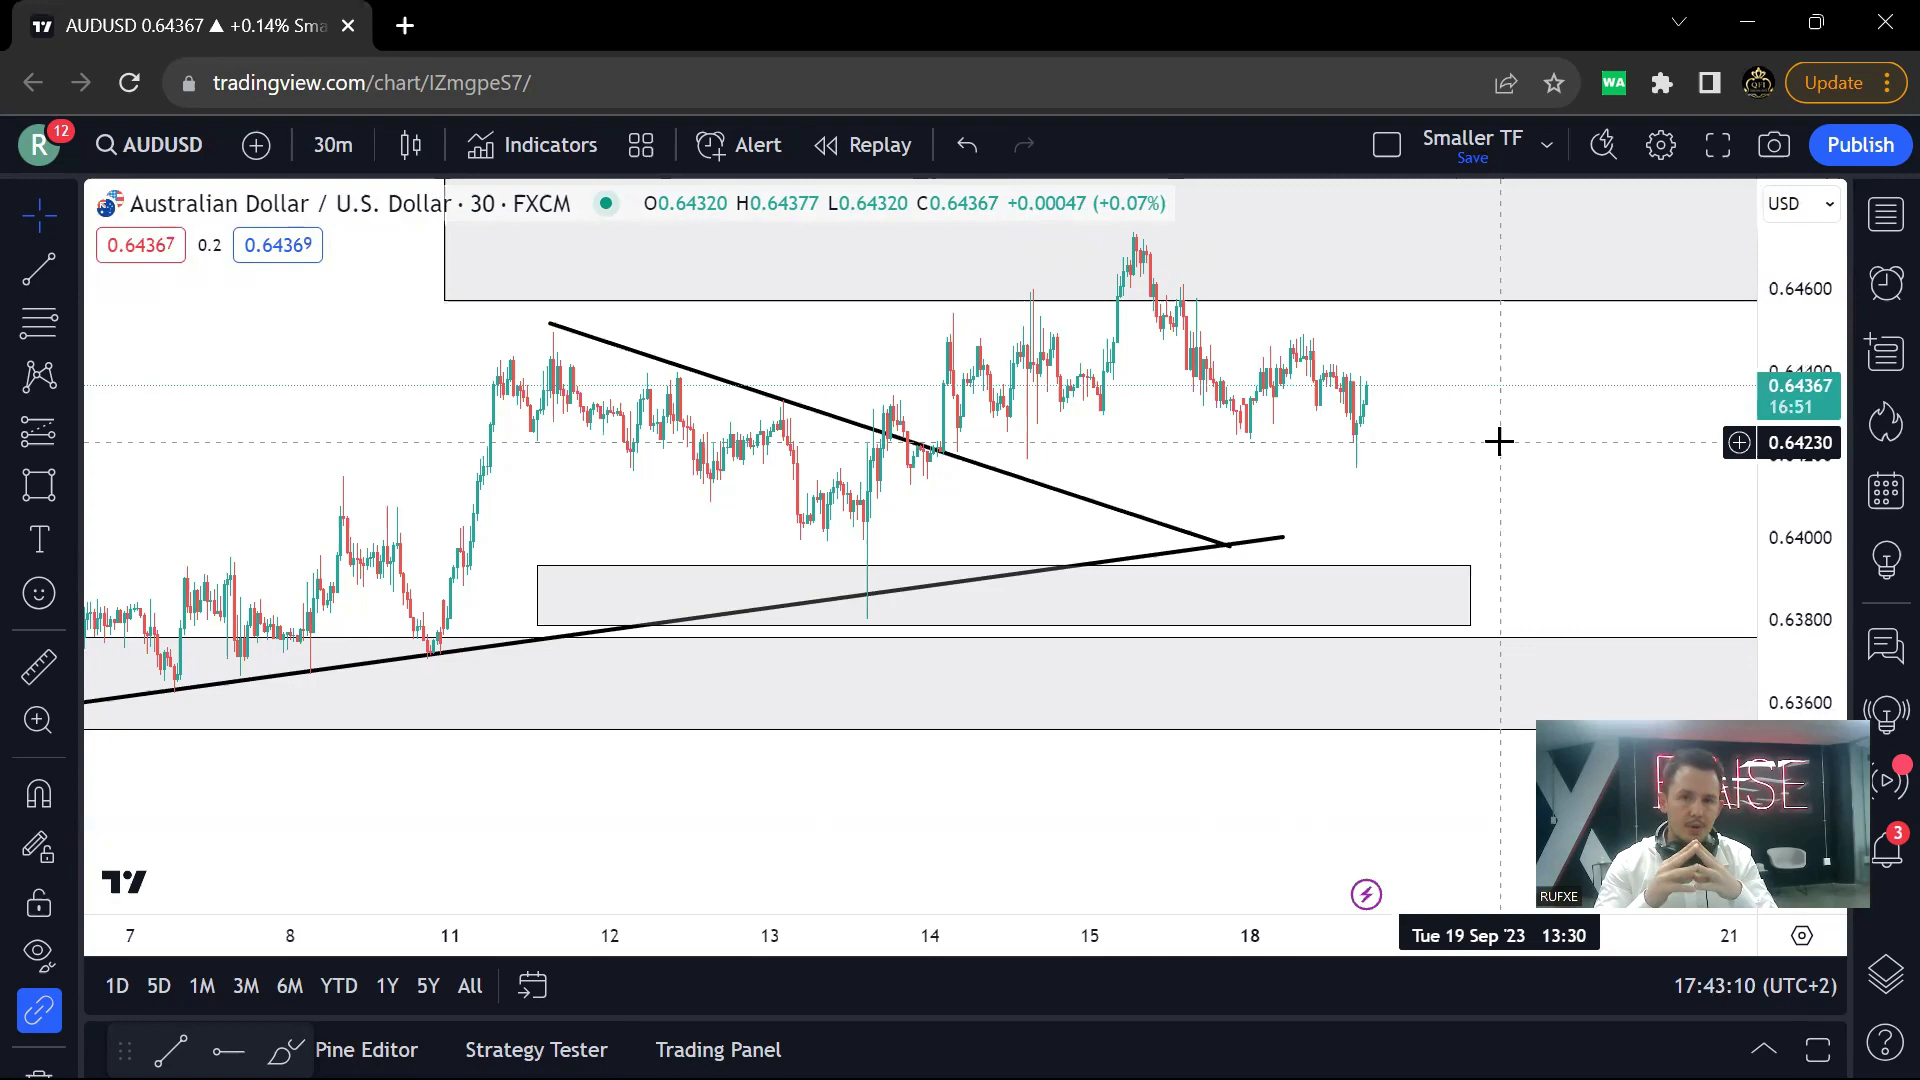 AUDUSD 0.64367 ▲ +0.14% Sma
tradingview.com/chart/IZmgpeS7/
WA
Update
R
12
AUDUSD
30m
Indicators
Alert
Replay
Smaller TF
Save
Publish
Australian Dollar / U.S. Dollar · 30 · FXCM
O0.64320 H0.64377 L0.64320 C0.64367 +0.00047 (+0.07%)
USD
0.64367
0.2
0.64369
0.64600
0.64367
16:51
0.64230
0.64000
0.63800
0.63600
RUFXE
3
7
8
11
12
13
14
15
18
Tue 19 Sep '23 13:30
21
1D 5D 1M 3M 6M YTD 1Y 5Y All
17:43:10 (UTC+2)
Pine Editor
Strategy Tester
Trading Panel